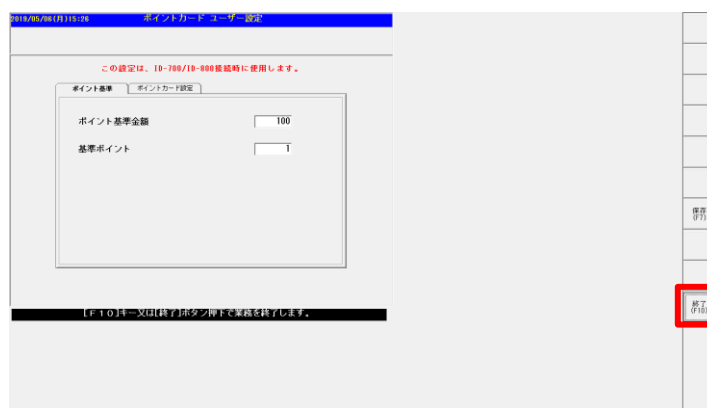 2019/05/06(月)15:26 ポイントカード ユーザー設定
この設定は、ID-700/ID-800接続時に使用します。
ポイント基準 ポイントカード設定
ポイント基準金額 100
基準ポイント 1
保存
(F7)
終了
(F10)
[F10]キー又は[終了]ボタン押下で業務を終了します。